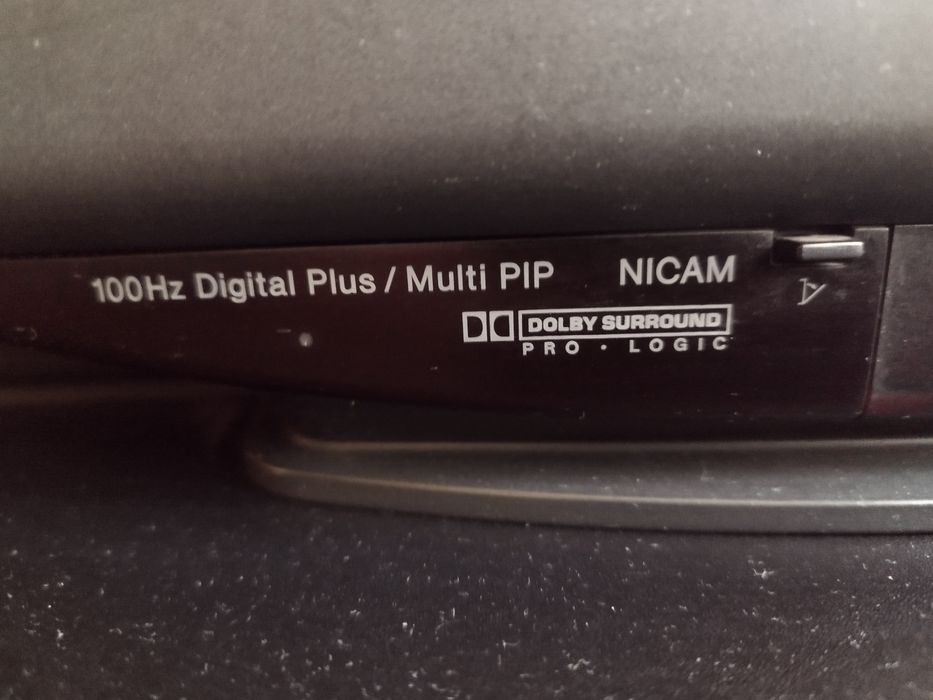 100Hz Digital Plus / Multi PIP NICAM
DOLBY SURROUND
PRO • LOGIC